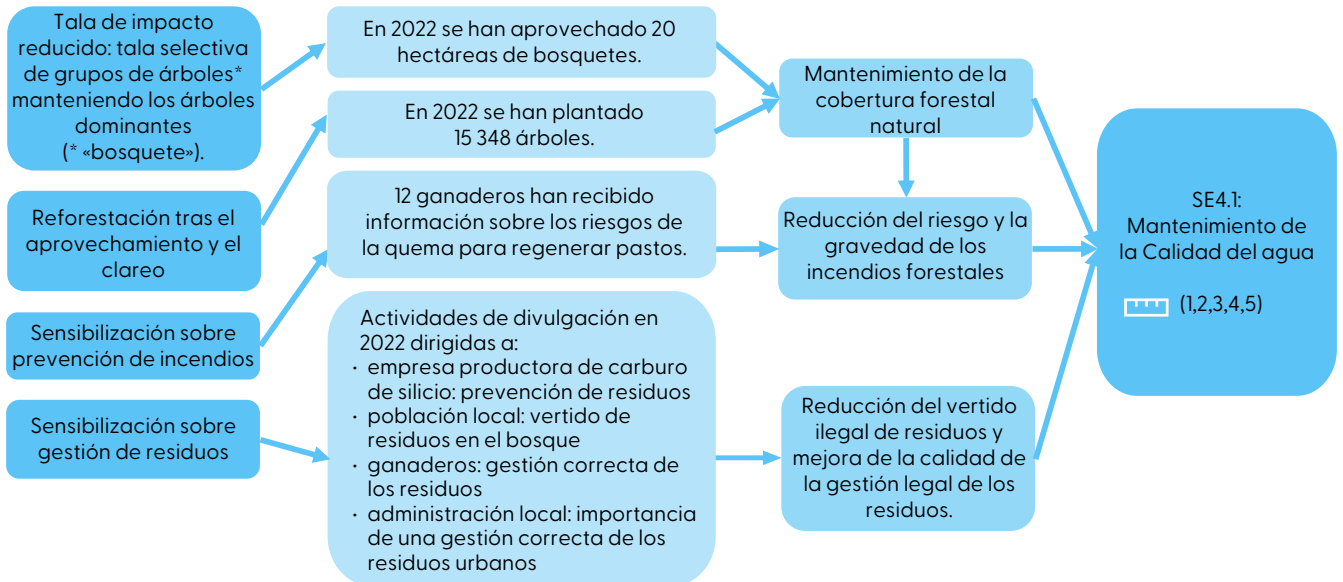 Tala de impacto
reducido: tala selectiva
de grupos de árboles*
manteniendo los árboles
dominantes
(* «bosquete»).
Reforestación tras el
aprovechamiento y el
clareo
Sensibilización sobre
prevención de incendios
Sensibilización sobre
gestión de residuos
En 2022 se han aprovechado 20
hectáreas de bosquetes.
En 2022 se han plantado
15 348 árboles.
12 ganaderos han recibido
información sobre los riesgos de
la quema para regenerar pastos.
Actividades de divulgación en
2022 dirigidas a:
· empresa productora de carburo
de silicio: prevención de residuos
· población local: vertido de
residuos en el bosque
· ganaderos: gestión correcta de
los residuos
· administración local: importancia
de una gestión correcta de los
residuos urbanos
Mantenimiento de la
cobertura forestal
natural
Reducción del riesgo y la
gravedad de los
incendios forestales
Reducción del vertido
ilegal de residuos y
mejora de la calidad de
la gestión legal de los
residuos.
SE4.1:
Mantenimiento de
la Calidad del agua
(1,2,3,4,5)